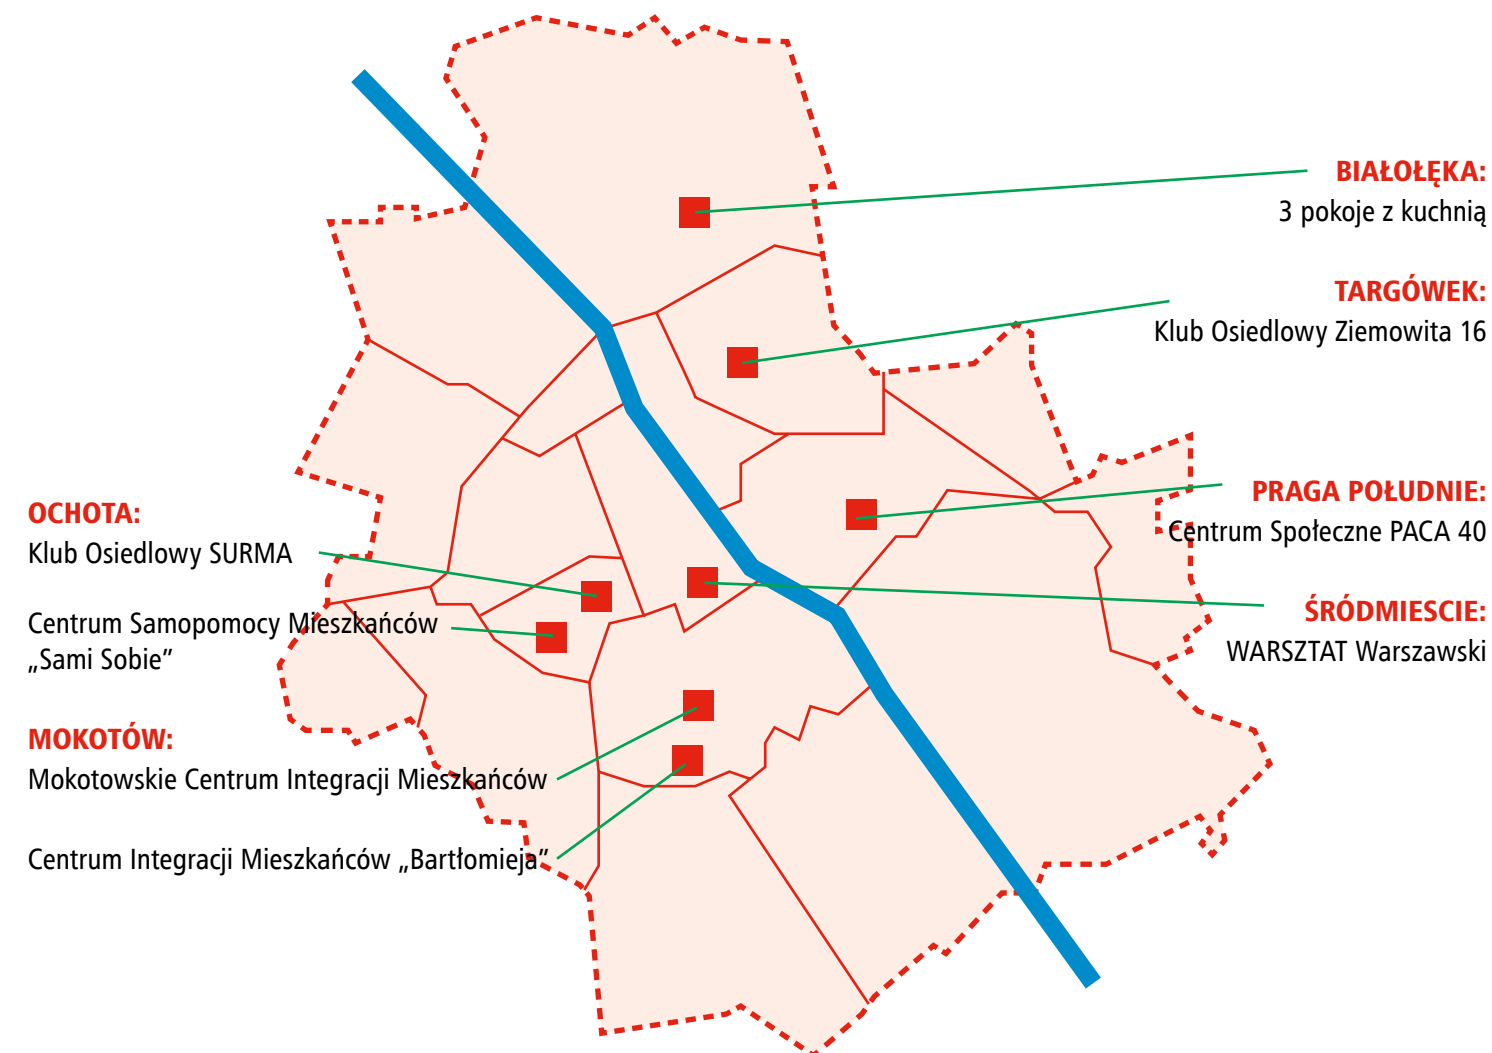 BIAŁOŁĘKA:
3 pokoje z kuchnią
TARGÓWEK:
Klub Osiedlowy Ziemowita 16
PRAGA POŁUDNIE:
Centrum Społeczne PACA 40
ŚRÓDMIESCIE:
WARSZTAT Warszawski
OCHOTA:
Klub Osiedlowy SURMA
Centrum Samopomocy Mieszkańców
„Sami Sobie”
MOKOTÓW:
Mokotowskie Centrum Integracji Mieszkańców
Centrum Integracji Mieszkańców „Bartłomieja”